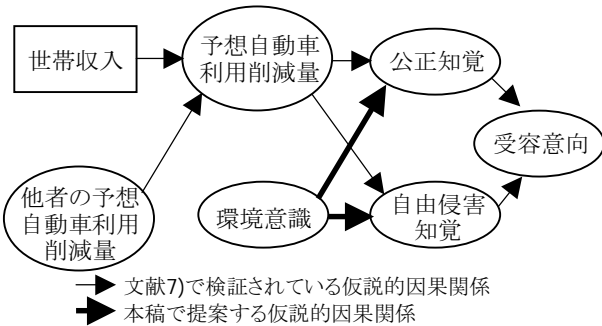 世帯収入
予想自動車
利用削減量
公正知覚
受容意向
他者の予想
自動車利用
削減量
環境意識
自由侵害
知覚
文献7)で検証されている仮説的因果関係
本稿で提案する仮説的因果関係